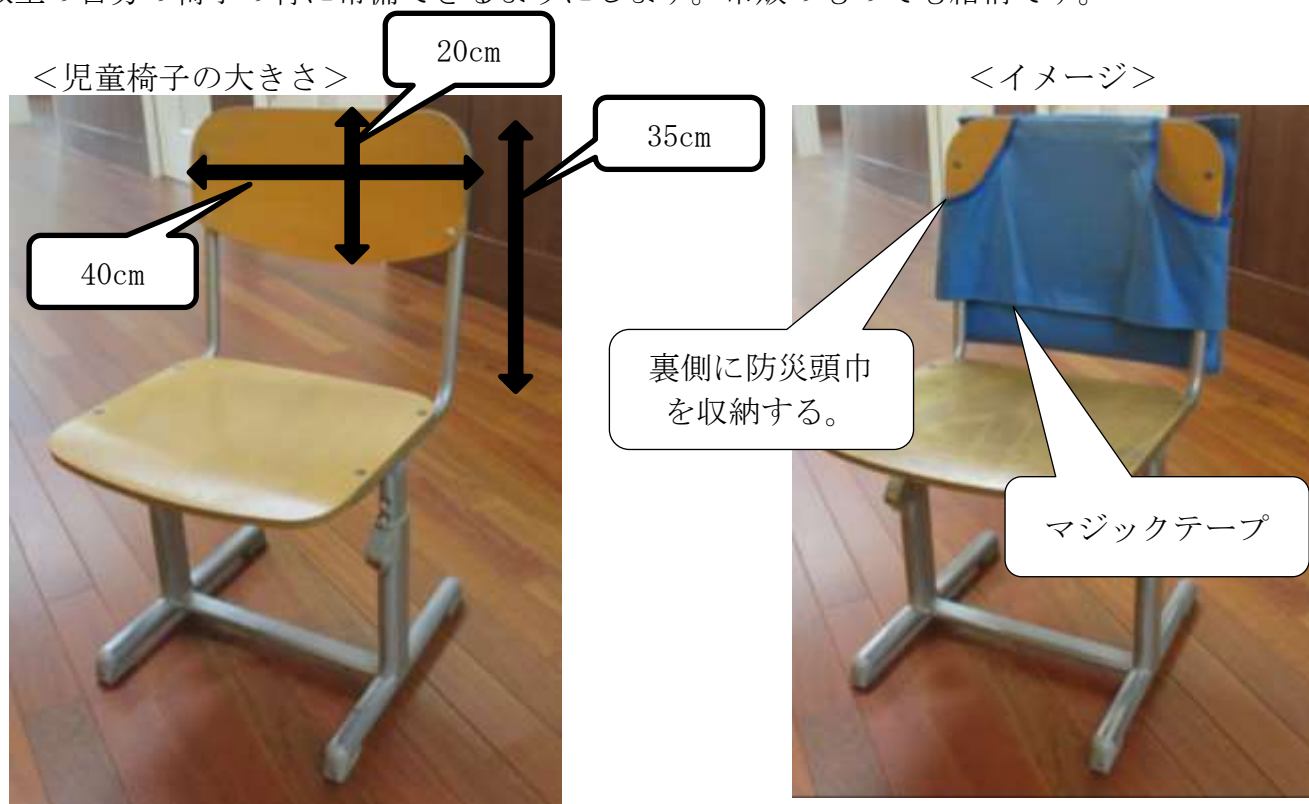 ＜児童椅子の大きさ＞
20cm
＜イメージ＞
35cm
40cm
裏側に防災頭巾
を収納する。
マジックテープ